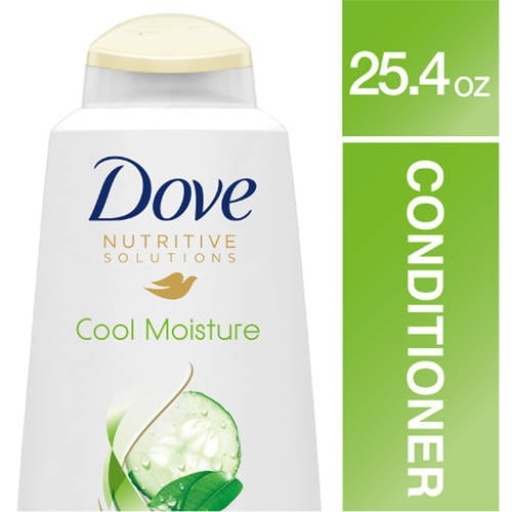 Dove
NUTRITIVE
SOLUTIONS
Cool Moisture
25.4 oz
CONDITIONER